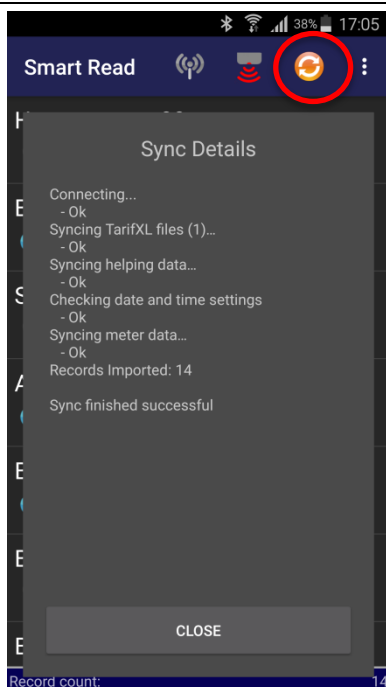 38% 17:05
Smart Read
H
Sync Details
Connecting...
- Ok
Syncing TarifXL files (1)...
- Ok
Syncing helping data...
- Ok
Checking date and time settings
- Ok
Syncing meter data...
- Ok
Records Imported: 14
Sync finished successful
E
S
A
E
E
CLOSE
E
Record count: 14